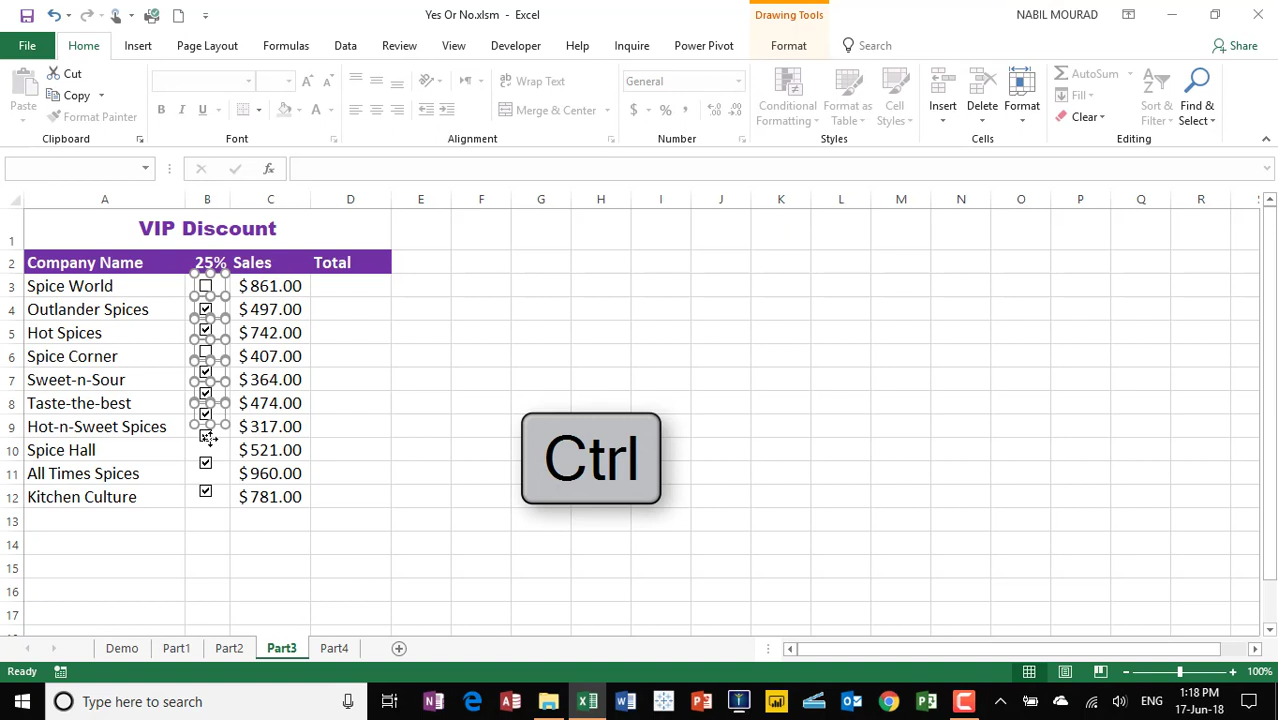 Yes Or No.xlsm - Excel
Drawing Tools
NABIL MOURAD
File Home Insert Page Layout Formulas Data Review View Developer Help Inquire Power Pivot Format Search Share
Paste
Cut
Copy
Format Painter
Clipboard
B I U A
Font
Wrap Text
Merge & Center
Alignment
General
$ % ,
Number
Conditional Formatting
Format as Table
Cell Styles
Styles
Insert Delete Format
Cells
AutoSum
Fill
Clear
Sort & Filter
Find & Select
Editing
fx
A B C D E F G H I J K L M N O P Q R
1 VIP Discount
2 Company Name 25% Sales Total
3 Spice World $ 861.00
4 Outlander Spices $ 497.00
5 Hot Spices $ 742.00
6 Spice Corner $ 407.00
7 Sweet-n-Sour $ 364.00
8 Taste-the-best $ 474.00
9 Hot-n-Sweet Spices $ 317.00
10 Spice Hall $ 521.00
11 All Times Spices $ 960.00
12 Kitchen Culture $ 781.00
13
14
15
16
17
Ctrl
Demo Part1 Part2 Part3 Part4
Ready 100%
Type here to search
ENG
1:18 PM
17-Jun-18